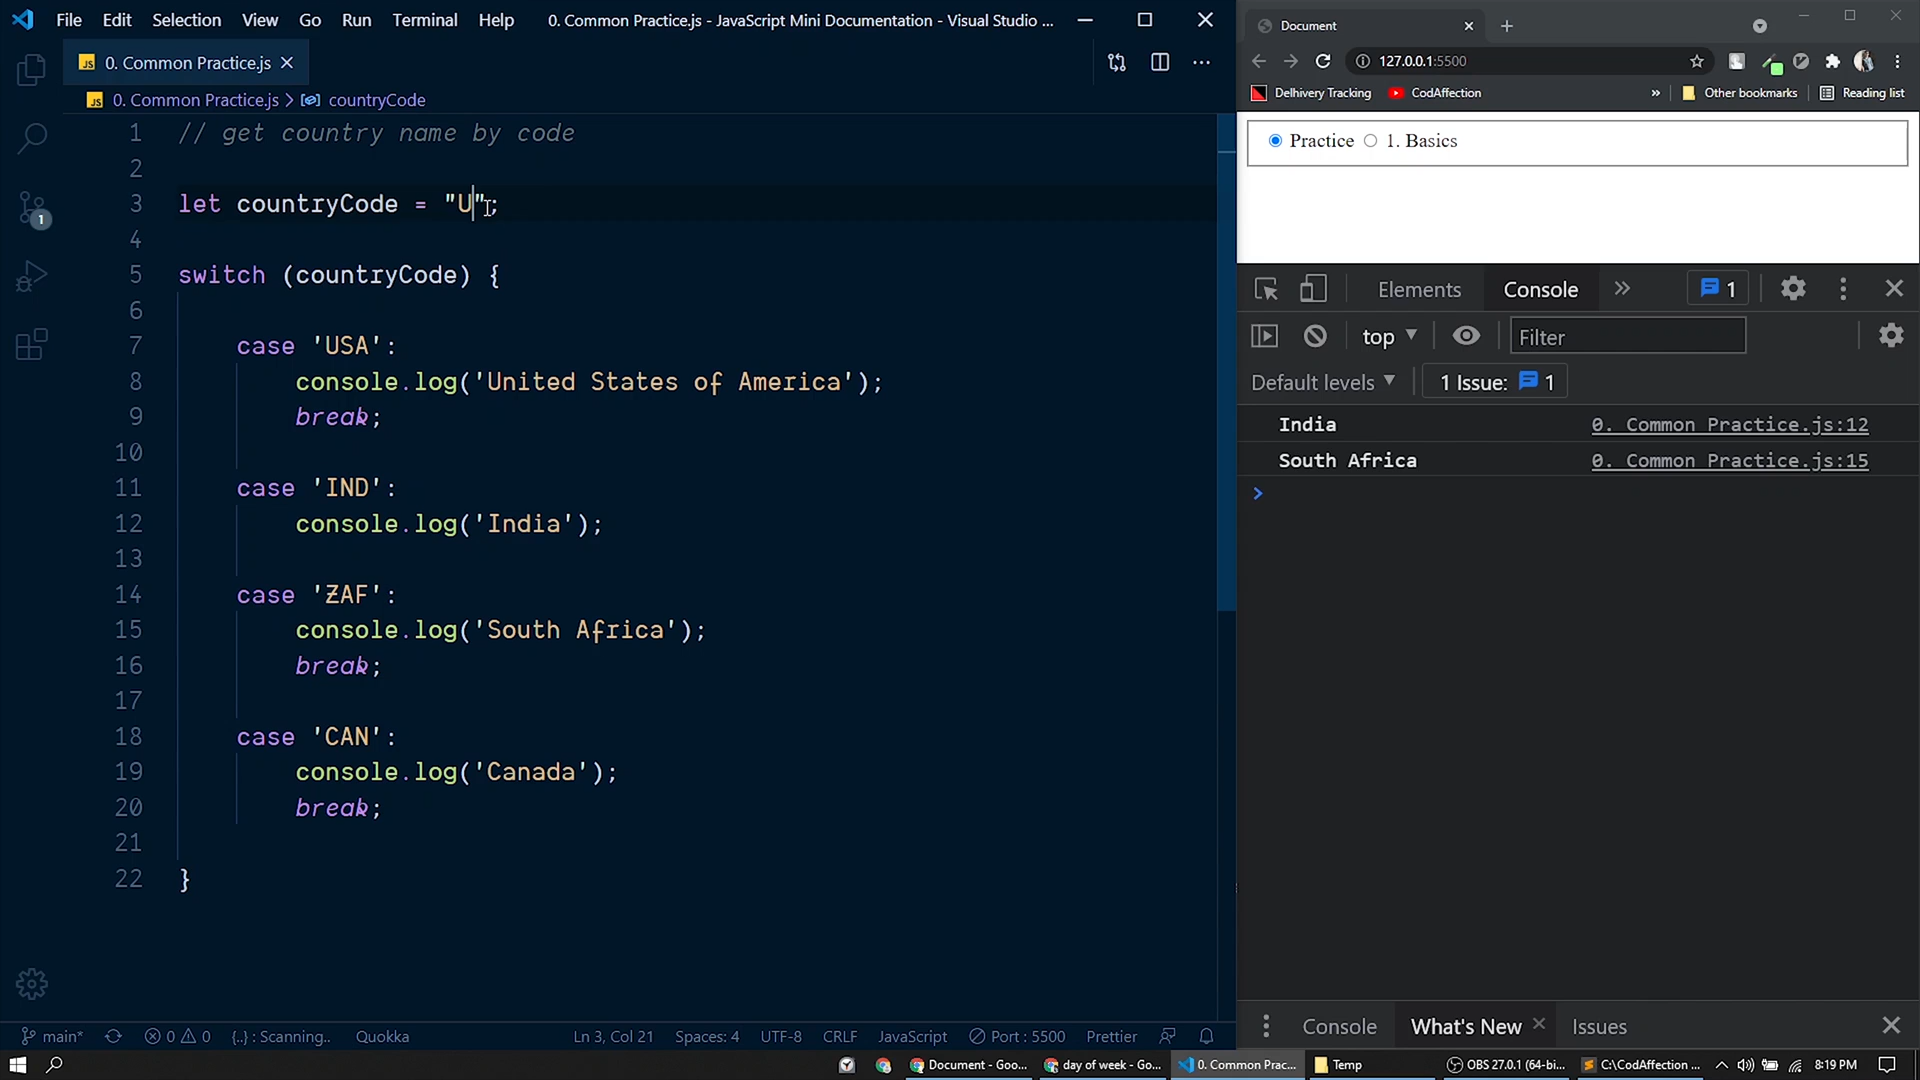 File Edit Selection View Go Run Terminal Help 0. Common Practice.js - JavaScript Mini Documentation - Visual Studio ...
JS 0. Common Practice.js
JS 0. Common Practice.js > countryCode
1 // get country name by code
2
3 let countryCode = "U";
4
5 switch (countryCode) {
6
7 case 'USA':
8 console.log('United States of America');
9 break;
10
11 case 'IND':
12 console.log('India');
13
14 case 'ZAF':
15 console.log('South Africa');
16 break;
17
18 case 'CAN':
19 console.log('Canada');
20 break;
21
22 }
1
main* 0 0 {..} : Scanning.. Quokka Ln 3, Col 21 Spaces: 4 UTF-8 CRLF JavaScript Port : 5500 Prettier
Document
127.0.0.1:5500
Delhivery Tracking CodAffection » Other bookmarks Reading list
Practice 1. Basics
Elements Console » 1
top Filter
Default levels 1 Issue: 1
India 0. Common Practice.js:12
South Africa 0. Common Practice.js:15
>
Console What's New Issues
Document - Goo... day of week - Go... 0. Common Prac... Temp OBS 27.0.1 (64-bi... C:\CodAffection ... 8:19 PM